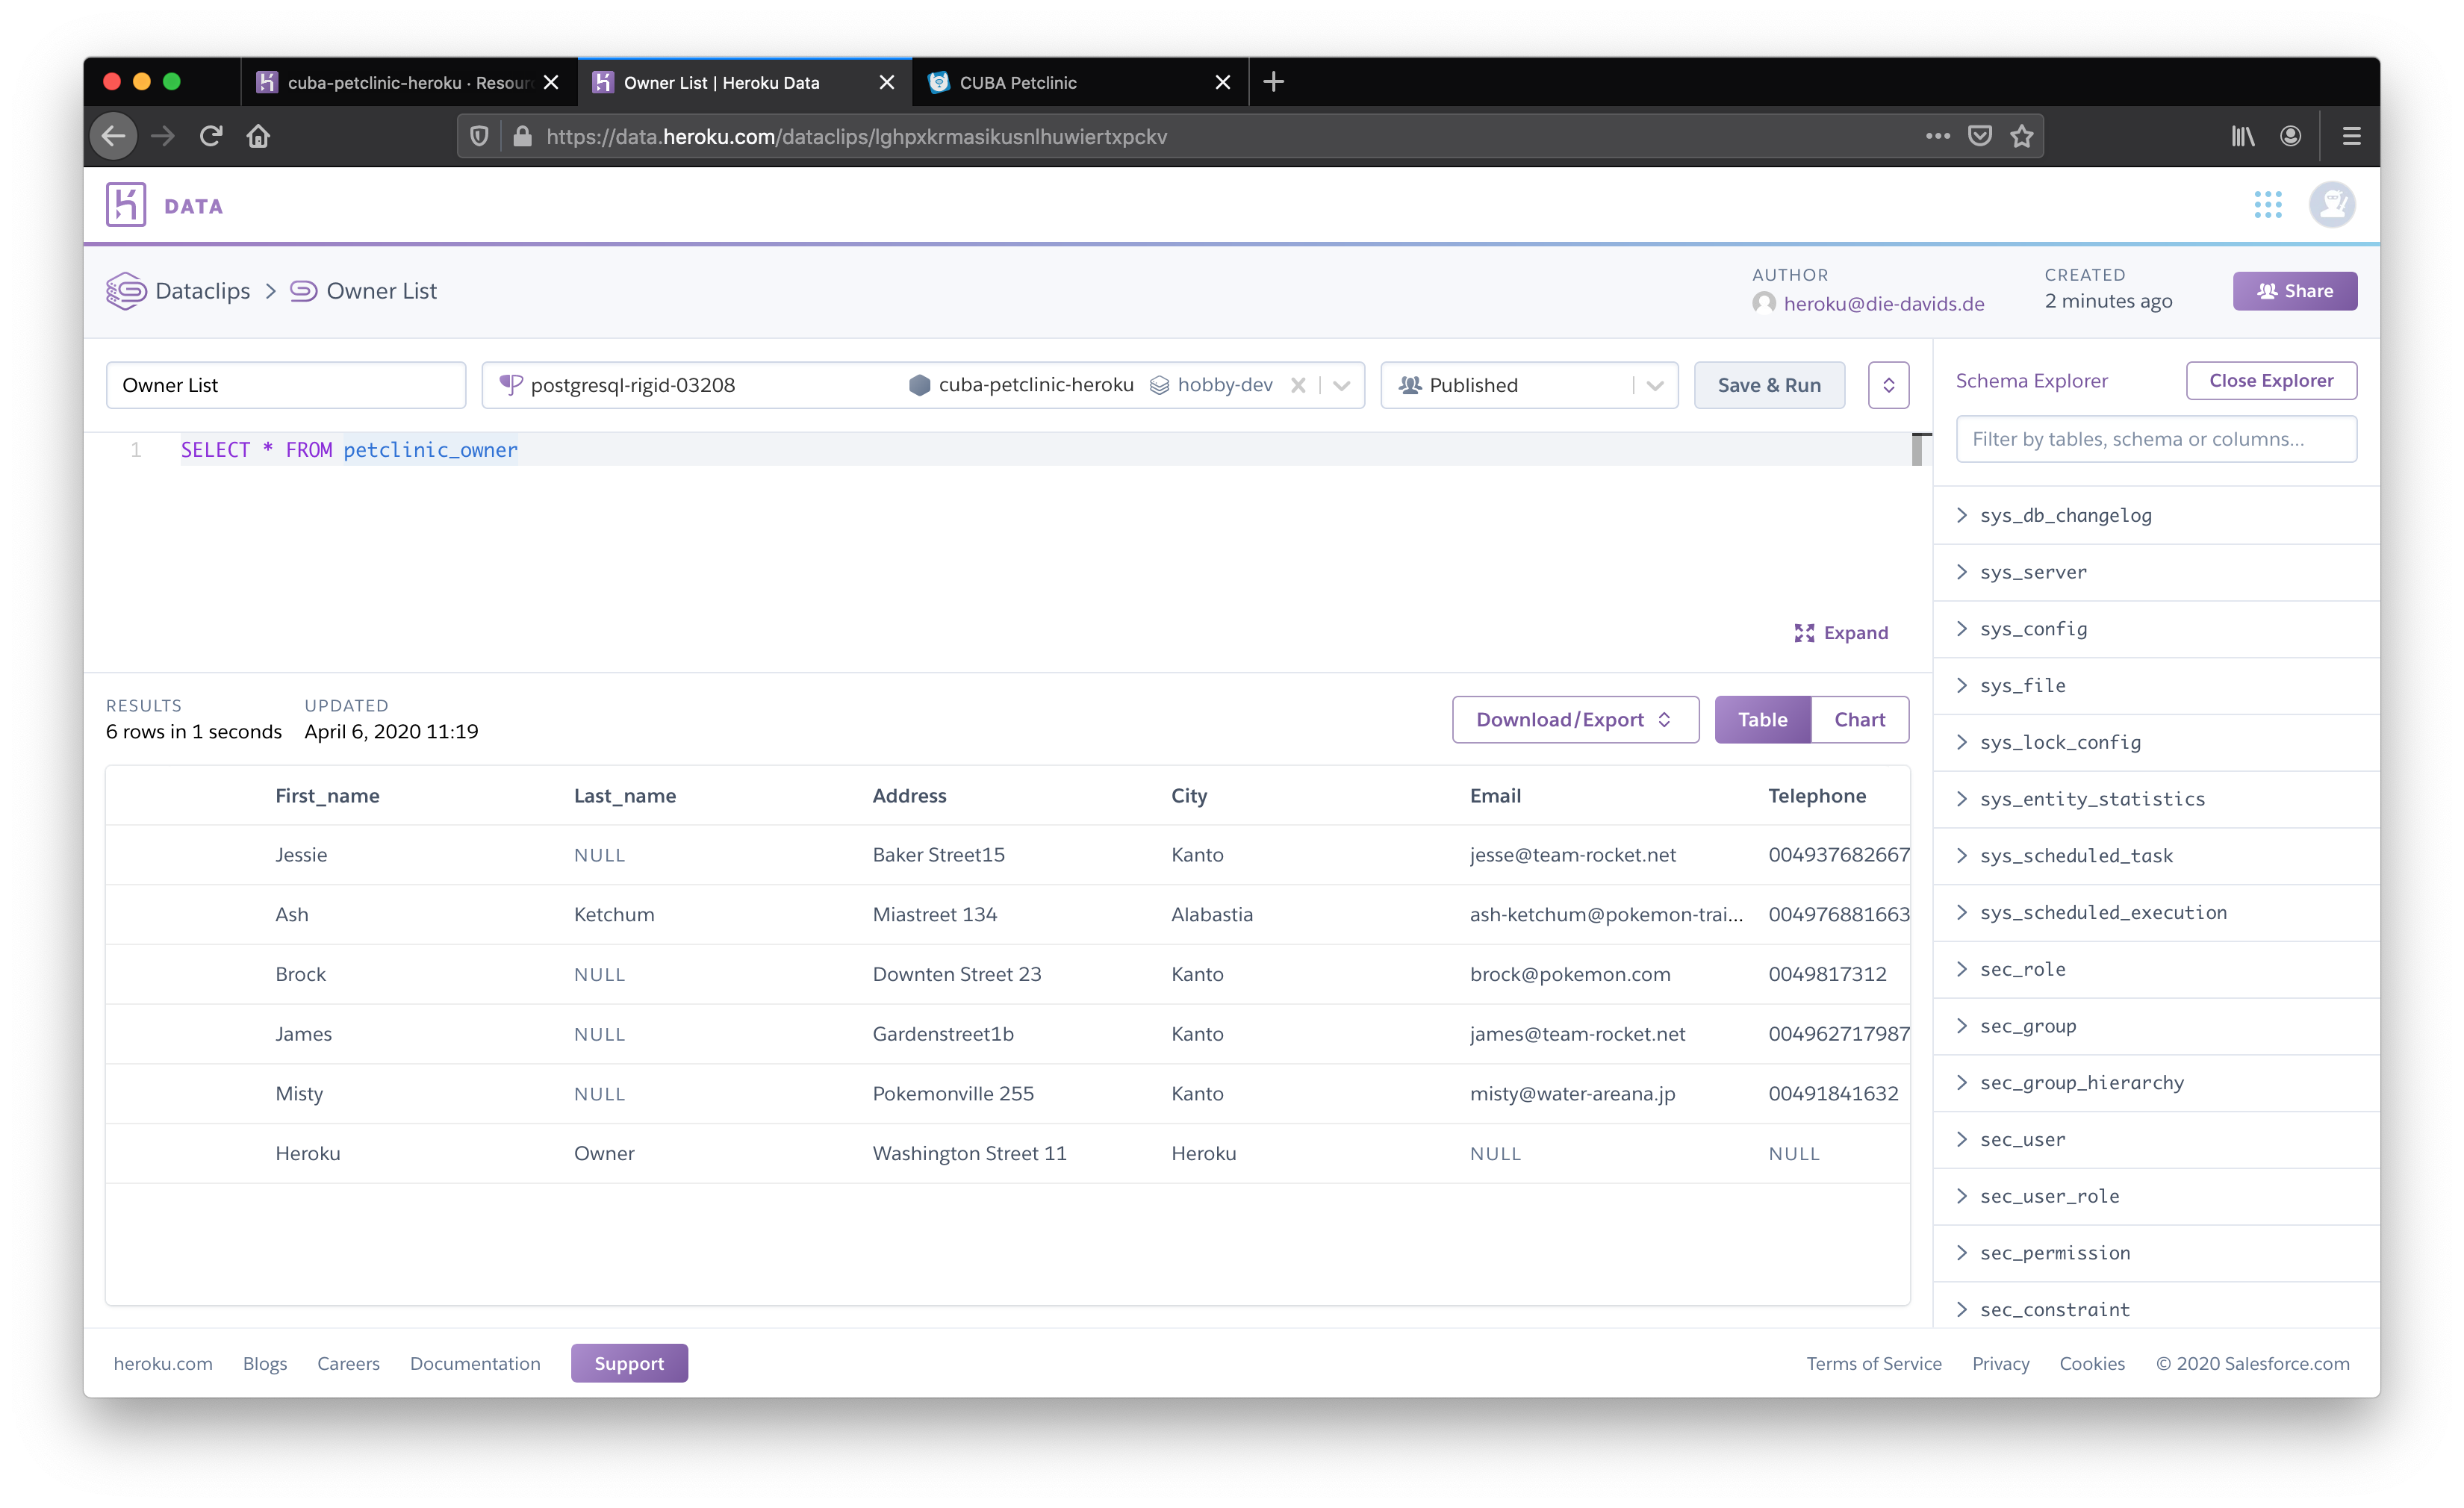 cuba-petclinic-heroku · Resour
Owner List | Heroku Data
CUBA Petclinic
https://data.heroku.com/dataclips/lghpxkrmasikusnlhuwiertxpckv
DATA
Dataclips > Owner List
AUTHOR
heroku@die-davids.de
CREATED
2 minutes ago
Share
Owner List
postgresql-rigid-03208 cuba-petclinic-heroku hobby-dev
Published
Save & Run
1 SELECT * FROM petclinic_owner
Expand
RESULTS
6 rows in 1 seconds
UPDATED
April 6, 2020 11:19
Download/Export
Table
Chart
First_name Last_name Address City Email Telephone
Jessie NULL Baker Street15 Kanto jesse@team-rocket.net 004937682667
Ash Ketchum Miastreet 134 Alabastia ash-ketchum@pokemon-trai... 004976881663
Brock NULL Downten Street 23 Kanto brock@pokemon.com 0049817312
James NULL Gardenstreet1b Kanto james@team-rocket.net 004962717987
Misty NULL Pokemonville 255 Kanto misty@water-areana.jp 00491841632
Heroku Owner Washington Street 11 Heroku NULL NULL
Schema Explorer
Close Explorer
Filter by tables, schema or columns...
sys_db_changelog
sys_server
sys_config
sys_file
sys_lock_config
sys_entity_statistics
sys_scheduled_task
sys_scheduled_execution
sec_role
sec_group
sec_group_hierarchy
sec_user
sec_user_role
sec_permission
sec_constraint
heroku.com Blogs Careers Documentation Support
Terms of Service Privacy Cookies © 2020 Salesforce.com